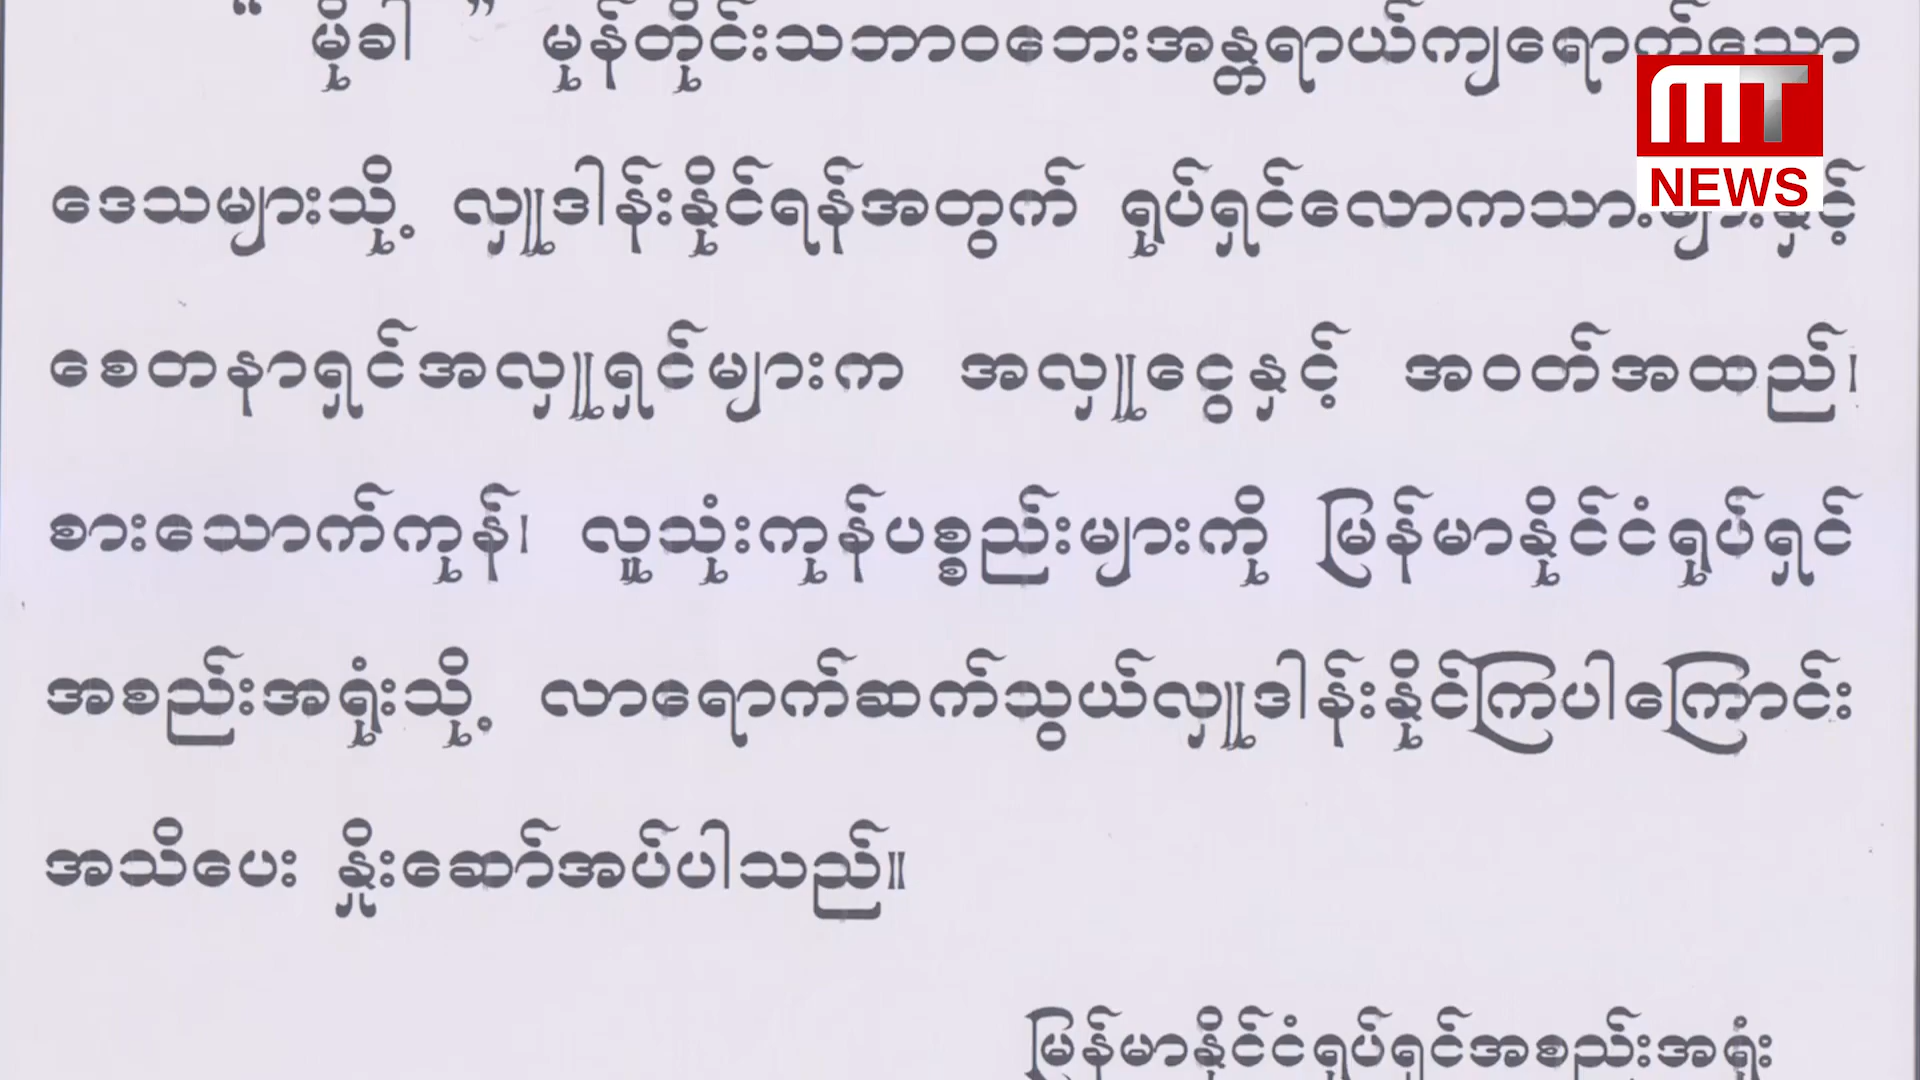 “ မိုခါ ” မုန်တိုင်းသဘာဝဘေးအန္တရာယ်ကျရောက်သော
MT
NEWS
ဒေသများသို့ လှူဒါန်းနိုင်ရန်အတွက် ရုပ်ရှင်လောကသားများနှင့်
စေတနာရှင်အလှူရှင်များက အလှူငွေနှင့် အဝတ်အထည်၊
စားသောက်ကုန်၊ လူသုံးကုန်ပစ္စည်းများကို မြန်မာနိုင်ငံရုပ်ရှင်
အစည်းအရုံးသို့ လာရောက်ဆက်သွယ်လှူဒါန်းနိုင်ကြပါကြောင်း
အသိပေး နှိုးဆော်အပ်ပါသည်။
မြန်မာနိုင်ငံရုပ်ရှင်အစည်းအရုံး